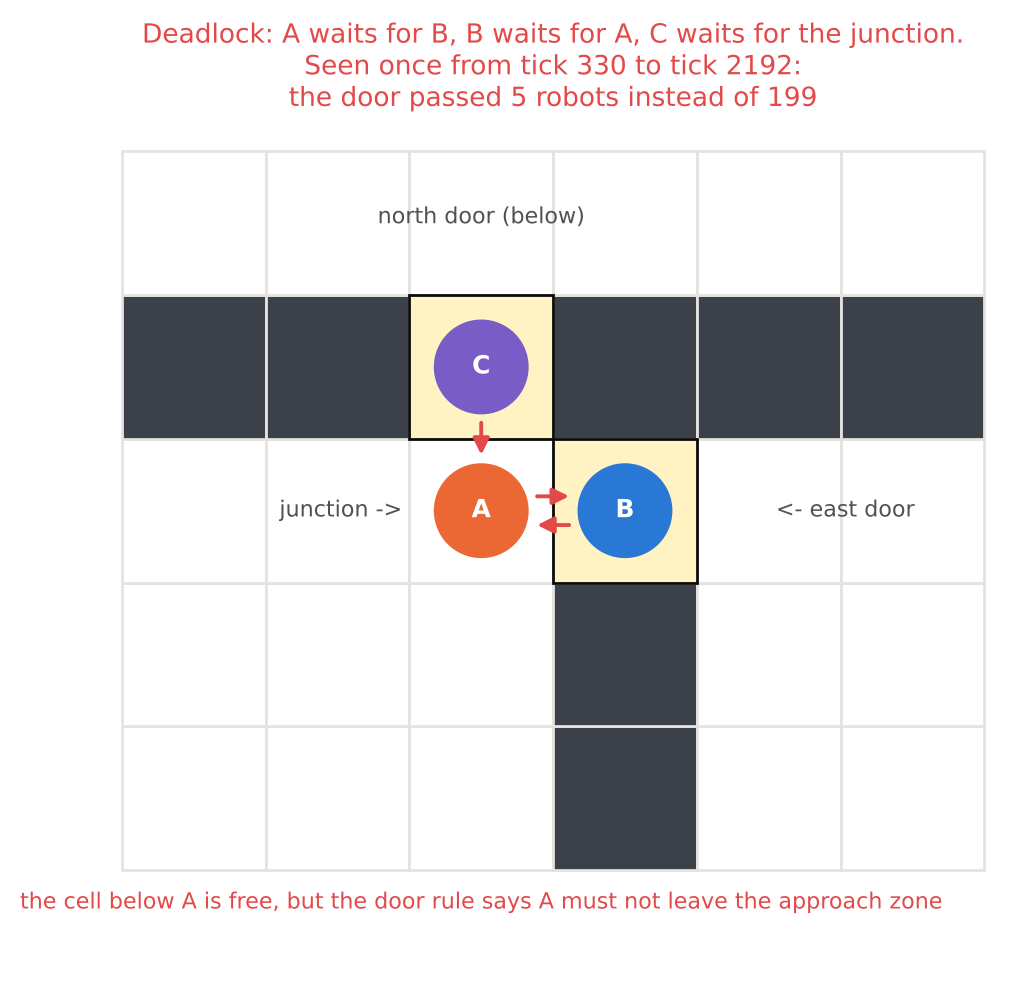 Deadlock: A waits for B, B waits for A, C waits for the junction.
Seen once from tick 330 to tick 2192:
the door passed 5 robots instead of 199
north door (below)
C
junction ->
A
B
<- east door
the cell below A is free, but the door rule says A must not leave the approach zone